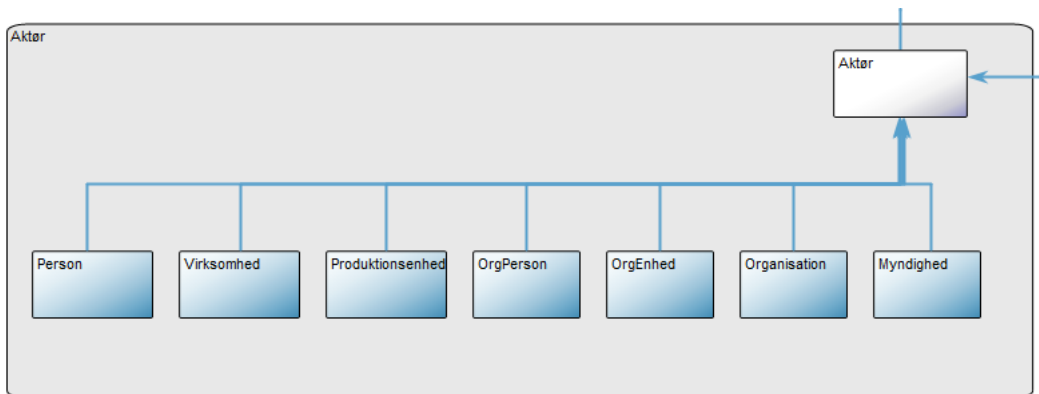 Aktør
Aktør
Person
Virksomhed
Produktionsenhed
OrgPerson
OrgEnhed
Organisation
Myndighed